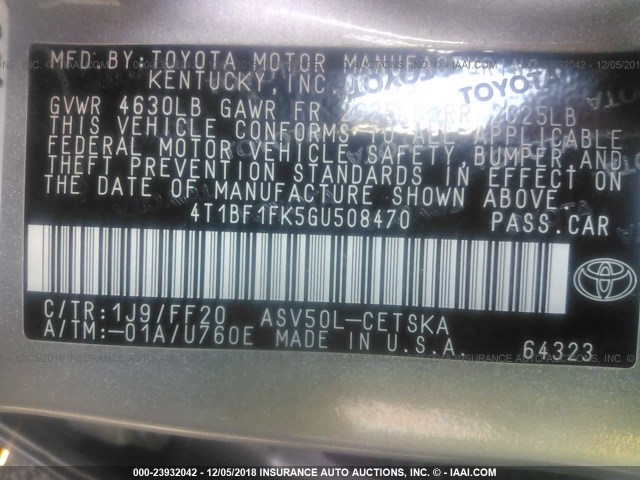 MFD BY: TOYOTA MOTOR
KENTUCKY, INC.
TOYOTA
GVWR 4630LB GAWR FR 2025LB
THIS VEHICLE CONFORMS TO ALL APPLICABLE
FEDERAL MOTOR VEHICLE SAFETY, BUMPER AND
THEFT PREVENTION STANDARDS IN EFFECT ON
THE DATE OF MANUFACTURE SHOWN ABOVE.
4T1BF1FK5GU508470 PASS.CAR
C/TR:1J9/FF20 ASV50L-CETSKA
A/TM:-01A/U760E MADE IN U.S.A. 64323
000-23932042 - 12/05/2018 INSURANCE AUTO AUCTIONS, INC. - IAAI.COM